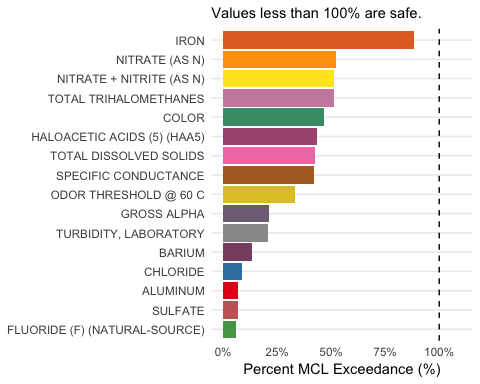 Values less than 100% are safe.
IRON
NITRATE (AS N)
NITRATE + NITRITE (AS N)
TOTAL TRIHALOMETHANES
COLOR
HALOACETIC ACIDS (5) (HAA5)
TOTAL DISSOLVED SOLIDS
SPECIFIC CONDUCTANCE
ODOR THRESHOLD @ 60 C
GROSS ALPHA
TURBIDITY, LABORATORY
BARIUM
CHLORIDE
ALUMINUM
SULFATE
FLUORIDE (F) (NATURAL-SOURCE)
0% 25% 50% 75% 100%
Percent MCL Exceedance (%)